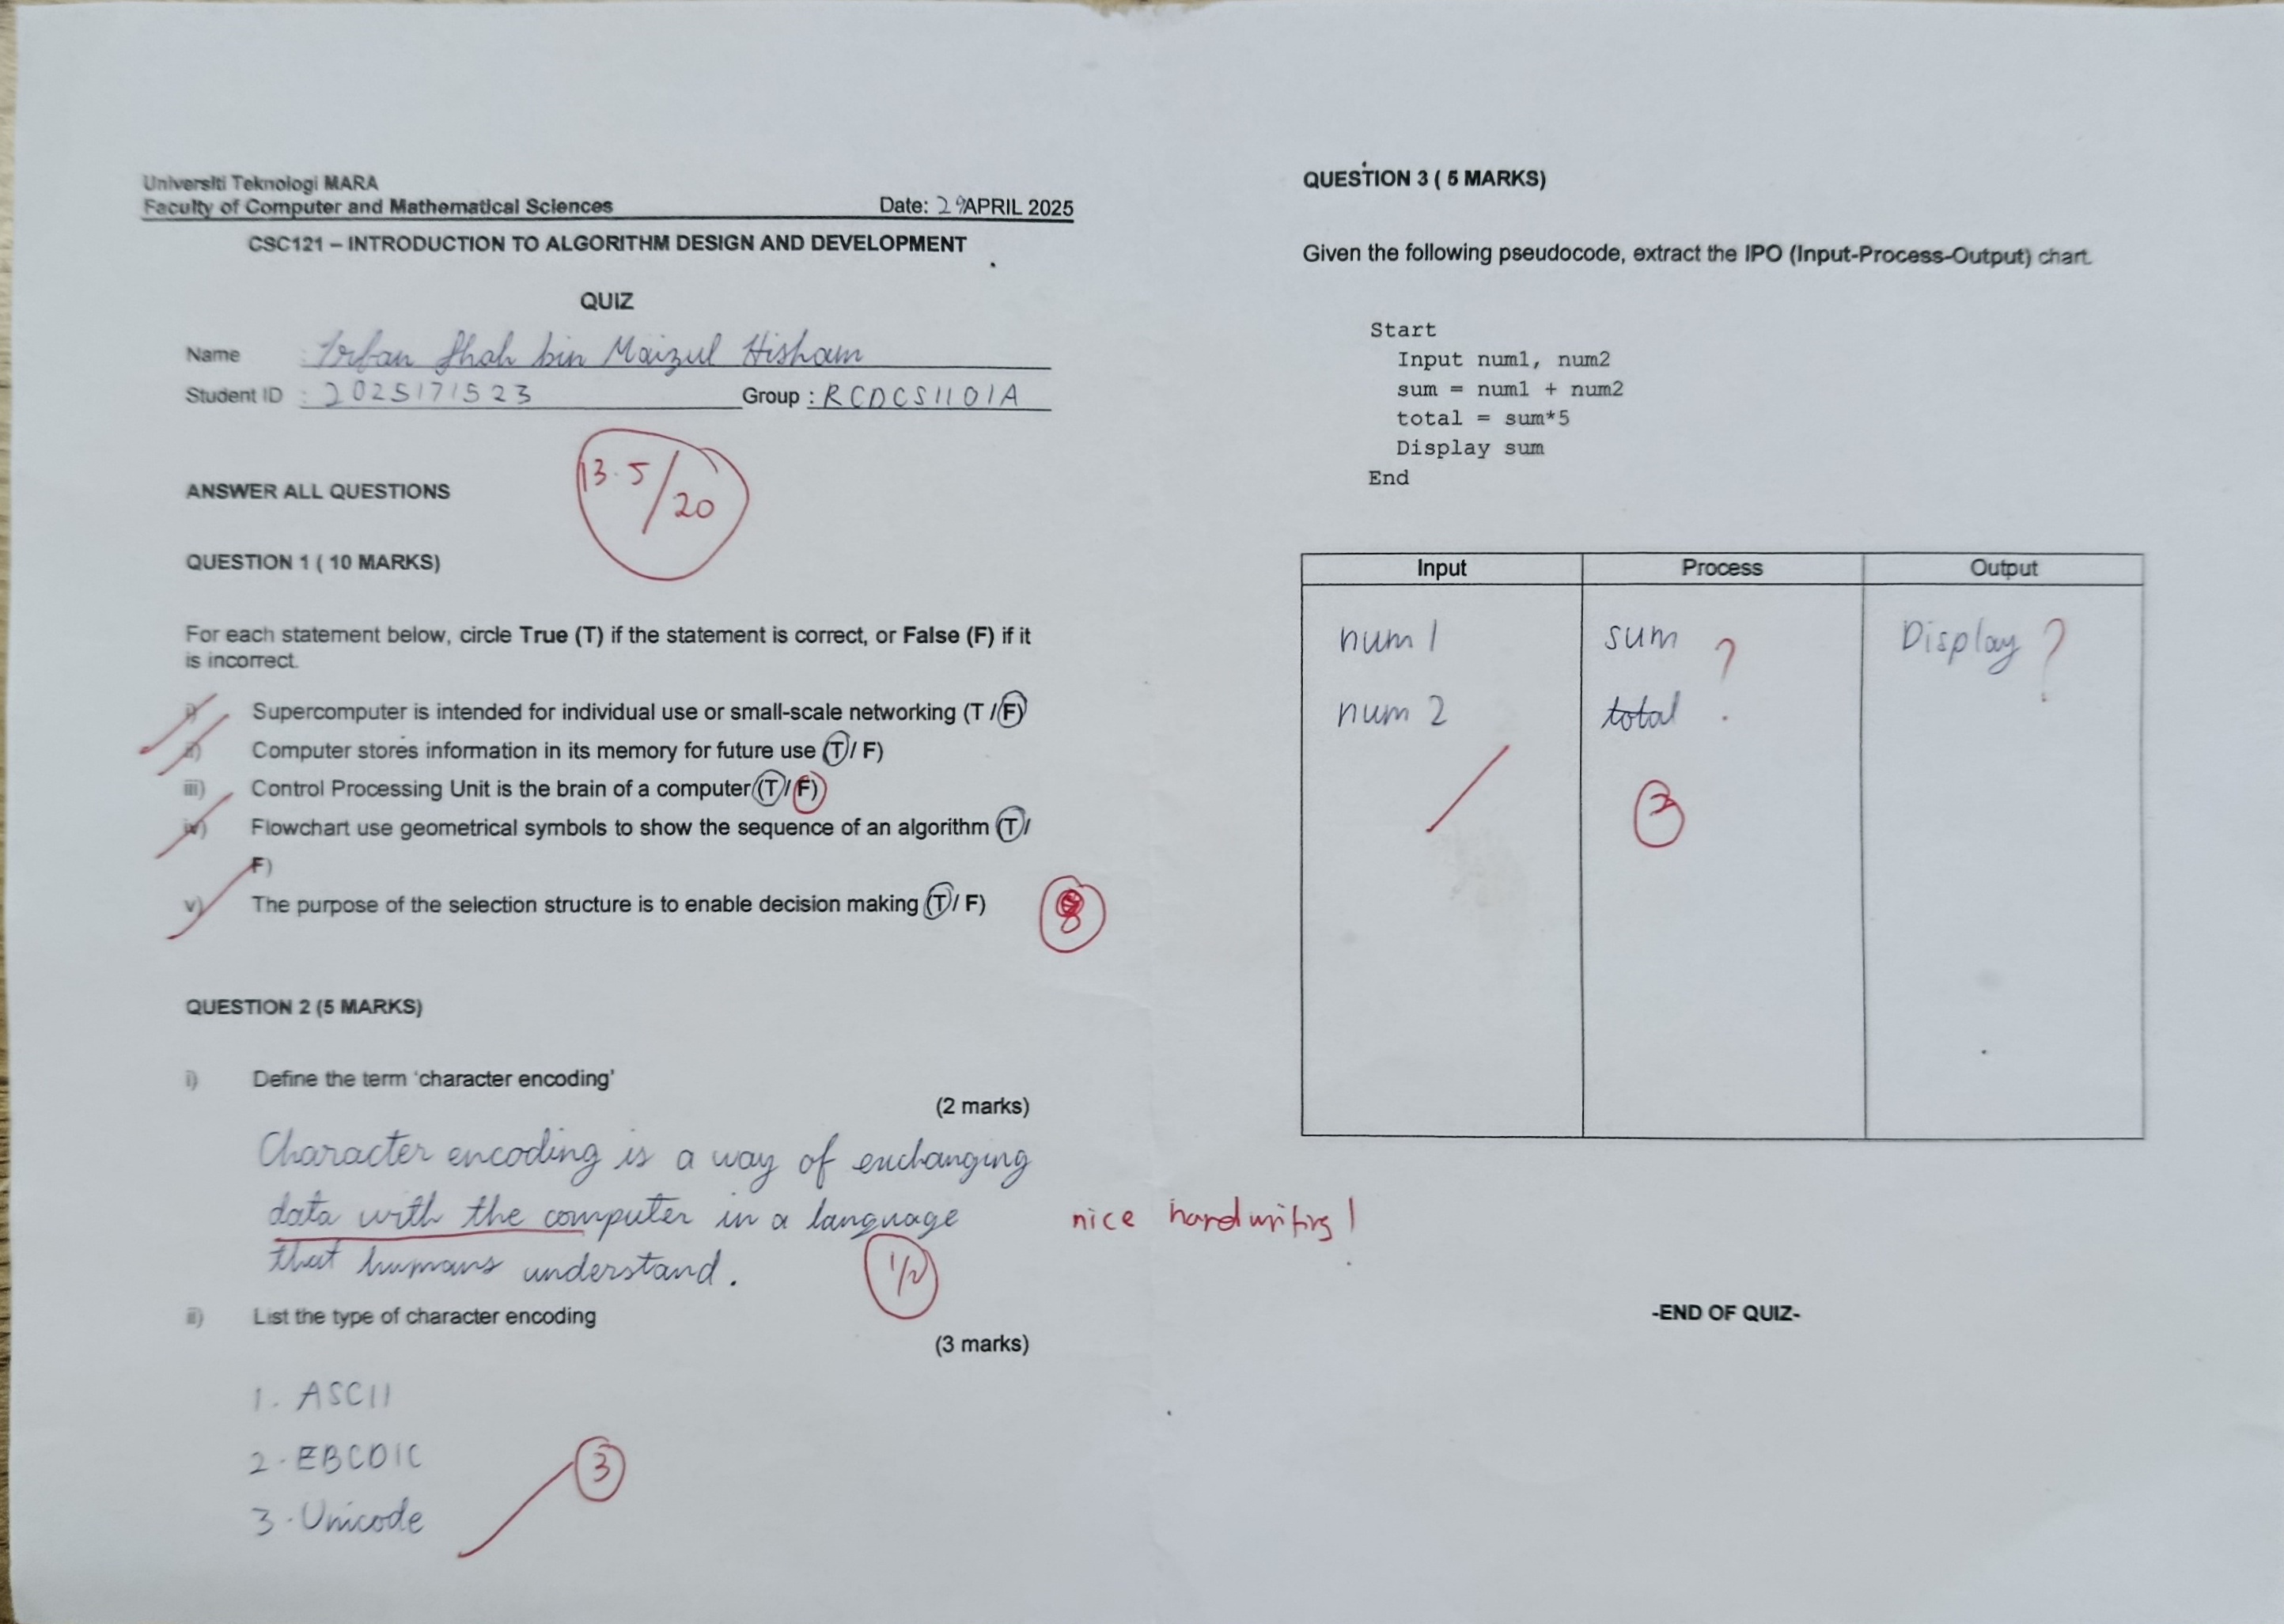 Universiti Teknologi MARA
Faculty of Computer and Mathematical Sciences Date: 29 APRIL 2025
CSC121 – INTRODUCTION TO ALGORITHM DESIGN AND DEVELOPMENT
QUIZ
Name : Irfan Shah bin Maizul Hisham
Student ID : 2025171523 Group : RCDCS1101A
13.5/20
ANSWER ALL QUESTIONS
QUESTION 1 ( 10 MARKS)
For each statement below, circle True (T) if the statement is correct, or False (F) if it
is incorrect.
i) Supercomputer is intended for individual use or small-scale networking (T / F)
ii) Computer stores information in its memory for future use (T / F)
iii) Control Processing Unit is the brain of a computer (T / F)
iv) Flowchart use geometrical symbols to show the sequence of an algorithm (T /
F)
v) The purpose of the selection structure is to enable decision making (T / F)
8
QUESTION 2 (5 MARKS)
i) Define the term 'character encoding'
(2 marks)
Character encoding is a way of exchanging
data with the computer in a language
that humans understand.
1/2
ii) List the type of character encoding
(3 marks)
1. ASCII
2. EBCDIC
3. Unicode
3
QUESTION 3 ( 5 MARKS)
Given the following pseudocode, extract the IPO (Input-Process-Output) chart.
Start
Input num1, num2
sum = num1 + num2
total = sum*5
Display sum
End
Input Process Output
num 1 sum ? Display ?
num 2 total
nice handwriting!
-END OF QUIZ-